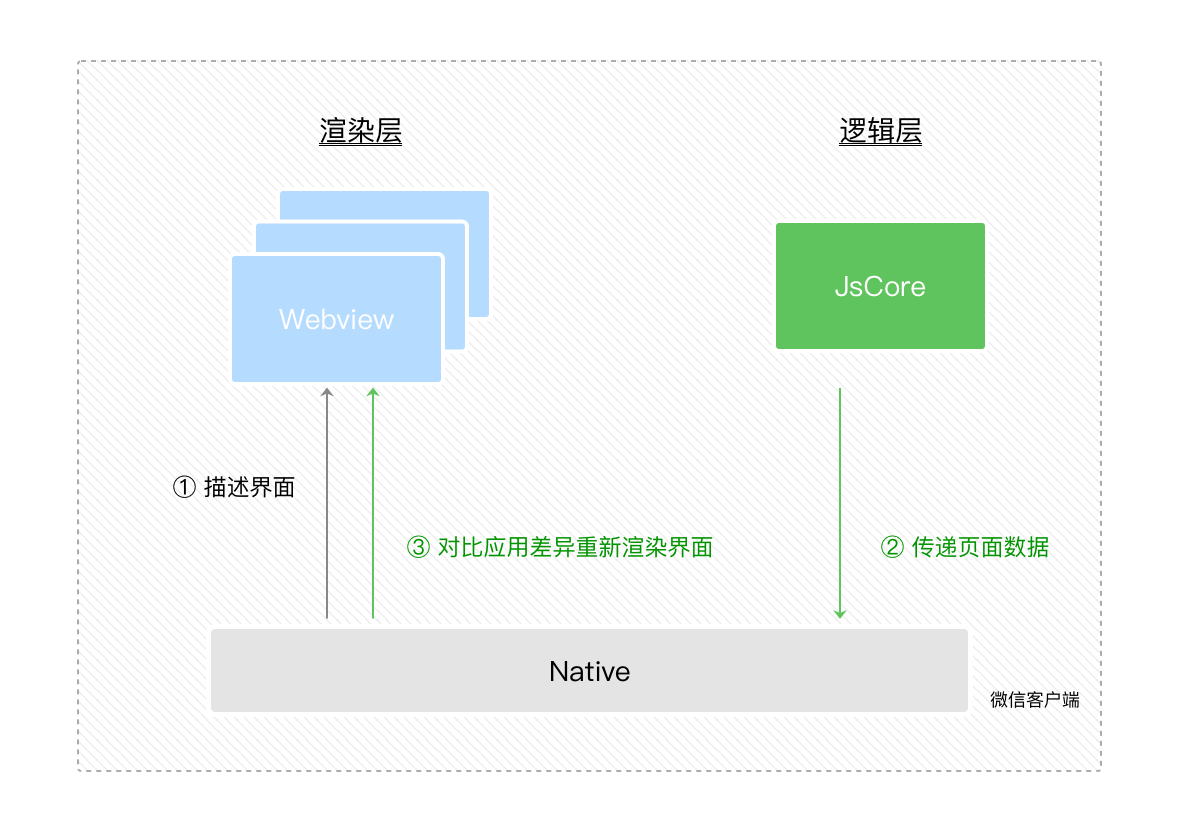 渲染层
逻辑层
Webview
JsCore
① 描述界面
③ 对比应用差异重新渲染界面
② 传递页面数据
Native
微信客户端